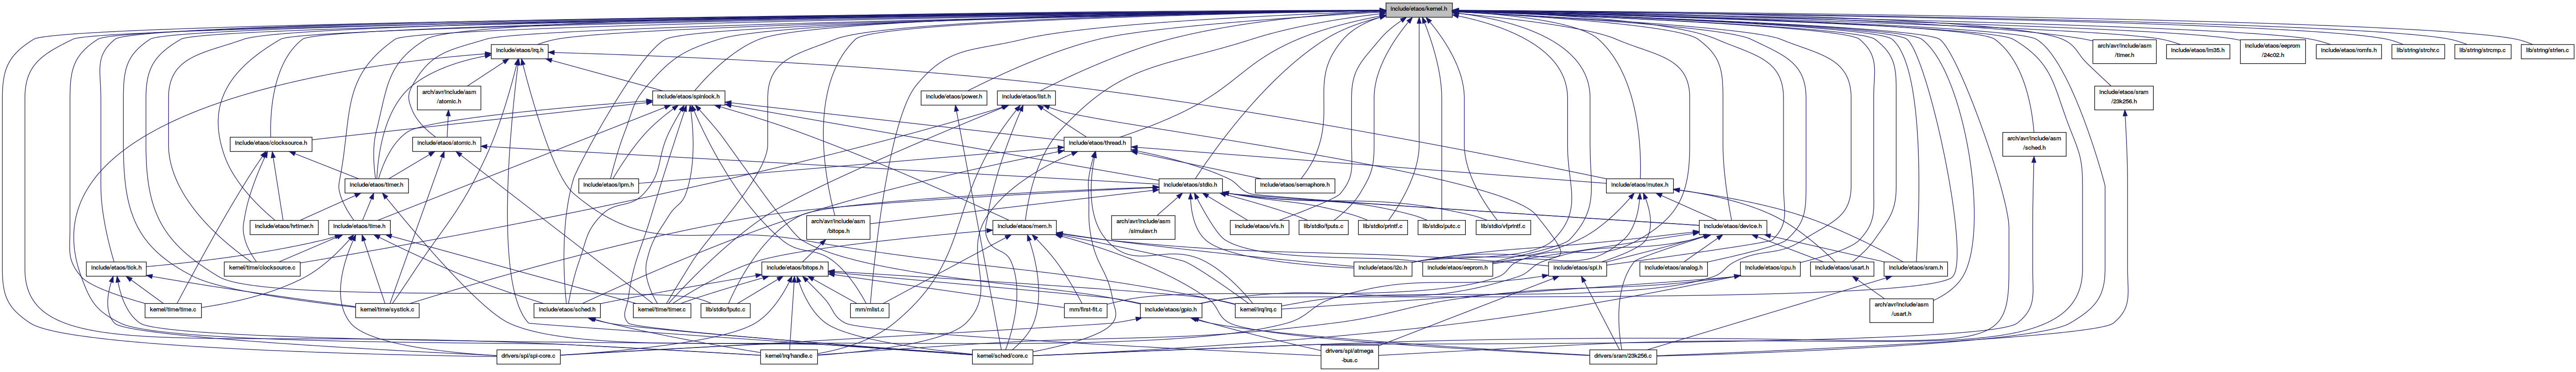 include/etaos/kernel.h
include/etaos/irq.h
arch/avr/include/asm
/timer.h
include/etaos/lm35.h
include/etaos/eeprom
/24c02.h
include/etaos/romfs.h
lib/string/strchr.c
lib/string/strcmp.c
lib/string/strlen.c
arch/avr/include/asm
/atomic.h
include/etaos/spinlock.h
include/etaos/power.h
include/etaos/list.h
include/etaos/sram
/23k256.h
include/etaos/clocksource.h
include/etaos/atomic.h
include/etaos/thread.h
arch/avr/include/asm
/sched.h
include/etaos/timer.h
include/etaos/lpm.h
include/etaos/stdio.h
include/etaos/semaphore.h
include/etaos/mutex.h
include/etaos/hrtimer.h
include/etaos/time.h
arch/avr/include/asm
/bitops.h
include/etaos/mem.h
arch/avr/include/asm
/simulavr.h
include/etaos/vfs.h
lib/stdio/fputs.c
lib/stdio/printf.c
lib/stdio/putc.c
lib/stdio/vfprintf.c
include/etaos/device.h
include/etaos/tick.h
kernel/time/clocksource.c
include/etaos/bitops.h
include/etaos/i2c.h
include/etaos/eeprom.h
include/etaos/spi.h
include/etaos/analog.h
include/etaos/cpu.h
include/etaos/usart.h
include/etaos/sram.h
kernel/time/time.c
kernel/time/systick.c
include/etaos/sched.h
kernel/time/timer.c
lib/stdio/fputc.c
mm/mlist.c
mm/first-fit.c
include/etaos/gpio.h
kernel/irq/irq.c
arch/avr/include/asm
/usart.h
drivers/spi/spi-core.c
kernel/irq/handle.c
kernel/sched/core.c
drivers/spi/atmega
-bus.c
drivers/sram/23k256.c